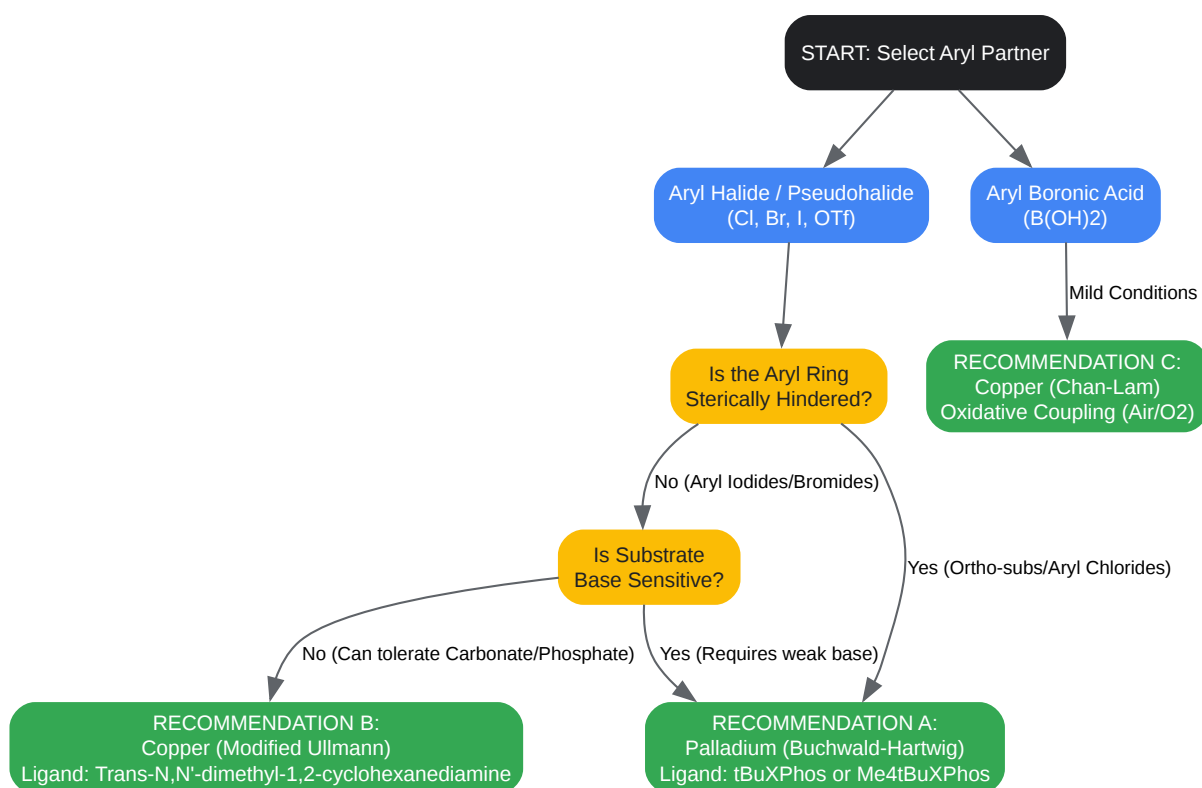 START: Select Aryl Partner
Aryl Halide / Pseudohalide
(Cl, Br, I, OTf)
Aryl Boronic Acid
(B(OH)2)
Mild Conditions
Is the Aryl Ring
Sterically Hindered?
RECOMMENDATION C:
Copper (Chan-Lam)
Oxidative Coupling (Air/O2)
No (Aryl Iodides/Bromides)
Is Substrate
Base Sensitive?
Yes (Ortho-subs/Aryl Chlorides)
No (Can tolerate Carbonate/Phosphate)
Yes (Requires weak base)
RECOMMENDATION B:
Copper (Modified Ullmann)
Ligand: Trans-N,N'-dimethyl-1,2-cyclohexanediamine
RECOMMENDATION A:
Palladium (Buchwald-Hartwig)
Ligand: tBuXPhos or Me4tBuXPhos